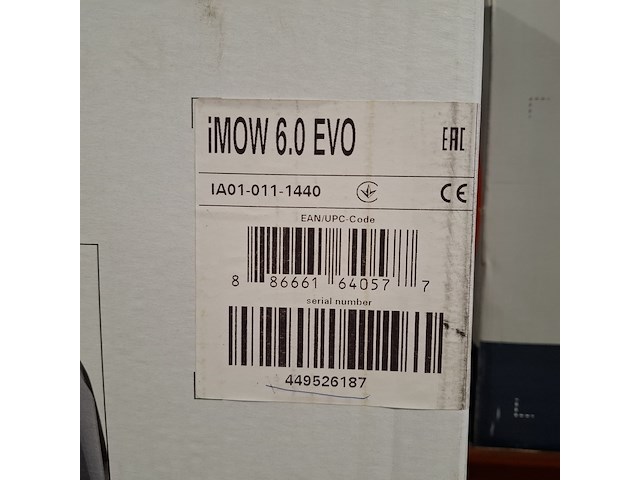 iMOW 6.0 EVO
EAC
IA01-011-1440
CE
EAN/UPC-Code
8 86661 64057 7
serial number
449526187